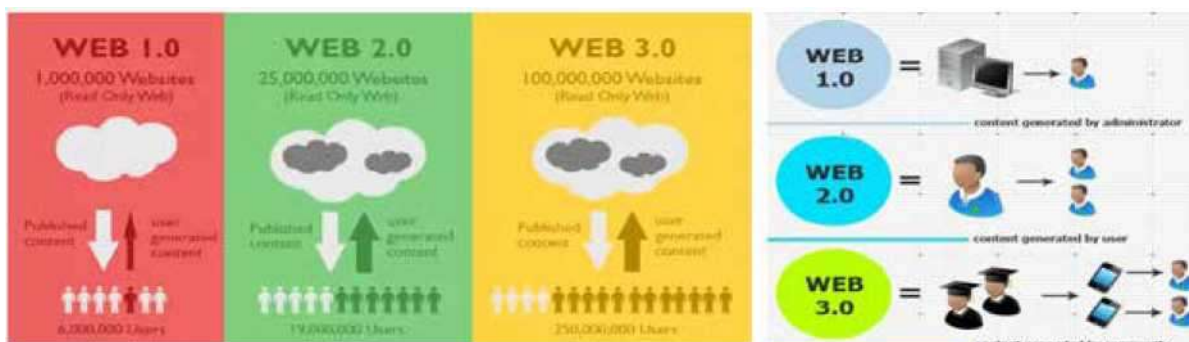 WEB 1.0
1,000,000 Websites
(Read Only Web)
Published
content
user
generated
content
6,000,000 Users
WEB 2.0
25,000,000 Websites
(Read Only Web)
Published
content
user
generated
content
19,000,000 Users
WEB 3.0
100,000,000 Websites
(Read Only Web)
Published
content
user
generated
content
250,000,000 Users
WEB
1.0
=
content generated by administrator
WEB
2.0
=
content generated by user
WEB
3.0
=